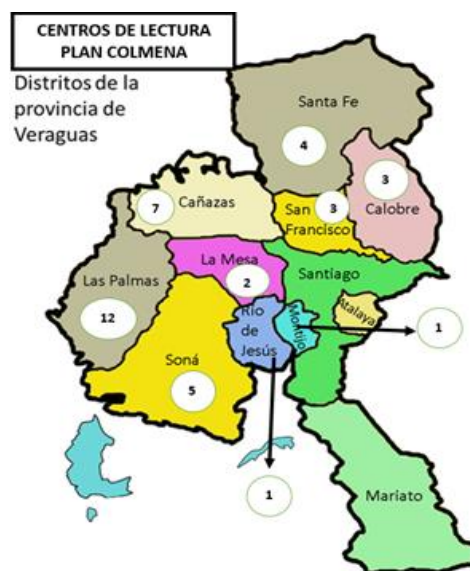 CENTROS DE LECTURA
PLAN COLMENA
Distritos de la
provincia de
Veraguas
Santa Fe
4
3
Calobre
7
Cañazas
San
Francisco
3
La Mesa
2
Santiago
Las Palmas
12
Río
de
Jesús
Montijo
Atalaya
1
Soná
5
1
Mariato